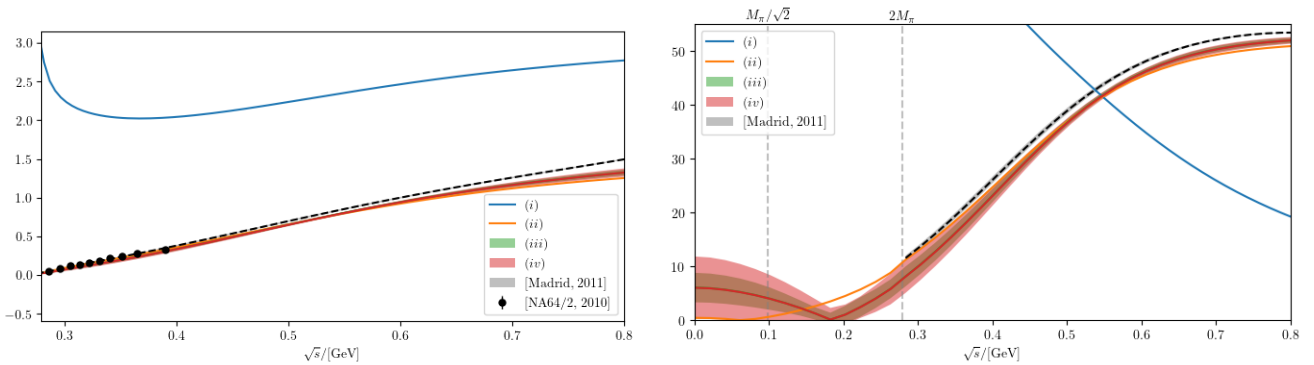 3.0
2.5
2.0
1.5
1.0
0.5
0.0
−0.5
0.3
0.4
0.5
0.6
0.7
0.8
√s/[GeV]
(i)
(ii)
(iii)
(iv)
[Madrid, 2011]
[NA64/2, 2010]
M_π/√2
2M_π
50
40
30
20
10
0
(i)
(ii)
(iii)
(iv)
[Madrid, 2011]
0.0
0.1
0.2
0.3
0.4
0.5
0.6
0.7
0.8
√s/[GeV]